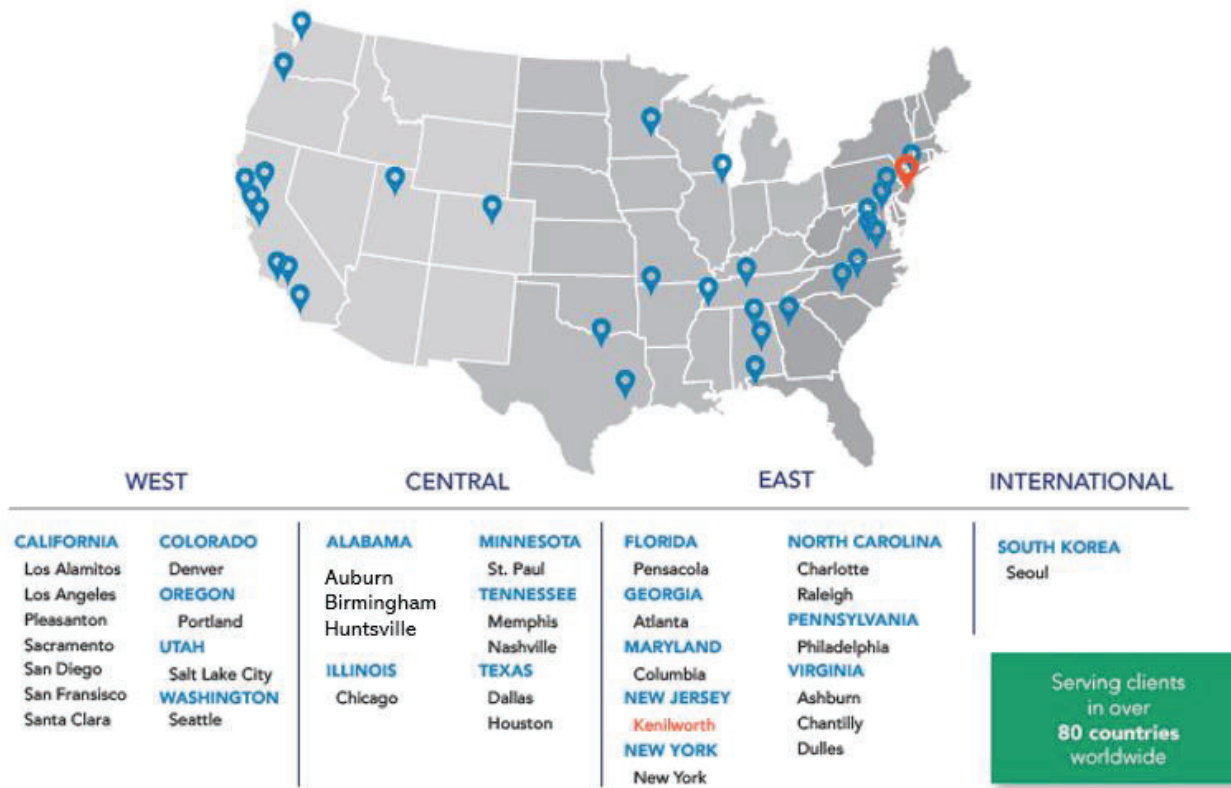 WEST
CENTRAL
EAST
INTERNATIONAL
CALIFORNIA
Los Alamitos
Los Angeles
Pleasanton
Sacramento
San Diego
San Fransisco
Santa Clara
COLORADO
Denver
OREGON
Portland
UTAH
Salt Lake City
WASHINGTON
Seattle
ALABAMA
Auburn
Birmingham
Huntsville
ILLINOIS
Chicago
MINNESOTA
St. Paul
TENNESSEE
Memphis
Nashville
TEXAS
Dallas
Houston
FLORIDA
Pensacola
GEORGIA
Atlanta
MARYLAND
Columbia
NEW JERSEY
Kenilworth
NEW YORK
New York
NORTH CAROLINA
Charlotte
Raleigh
PENNSYLVANIA
Philadelphia
VIRGINIA
Ashburn
Chantilly
Dulles
SOUTH KOREA
Seoul
Serving clients
in over
80 countries
worldwide